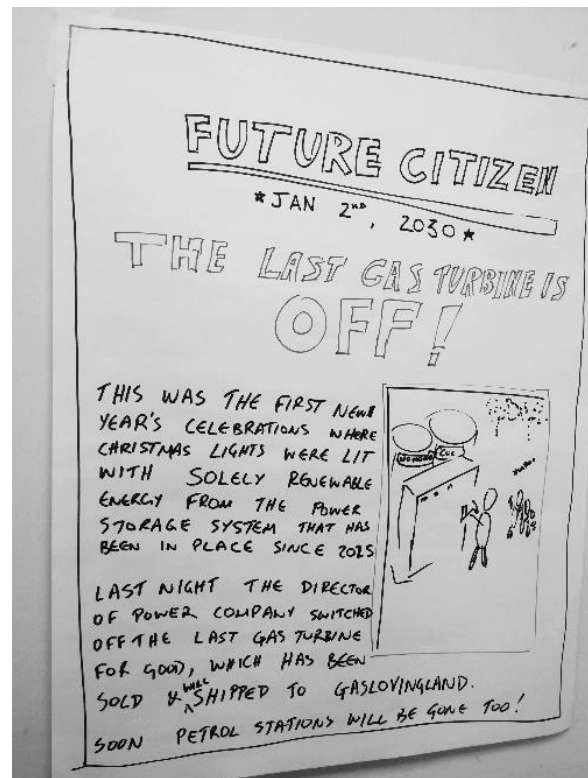 FUTURE CITIZEN
*JAN 2ND, 2030*
THE LAST GAS TURBINE IS
OFF!
THIS WAS THE FIRST NEW
YEAR'S CELEBRATIONS WHERE
CHRISTMAS LIGHTS WERE LIT
WITH SOLELY RENEWABLE
ENERGY FROM THE POWER
STORAGE SYSTEM THAT HAS
BEEN IN PLACE SINCE 2025
LAST NIGHT THE DIRECTOR
OF POWER COMPANY SWITCHED
OFF THE LAST GAS TURBINE
FOR GOOD, WHICH HAS BEEN
SOLD & WILL SHIPPED TO GASLOVINGLAND.
SOON PETROL STATIONS WILL BE GONE TOO!